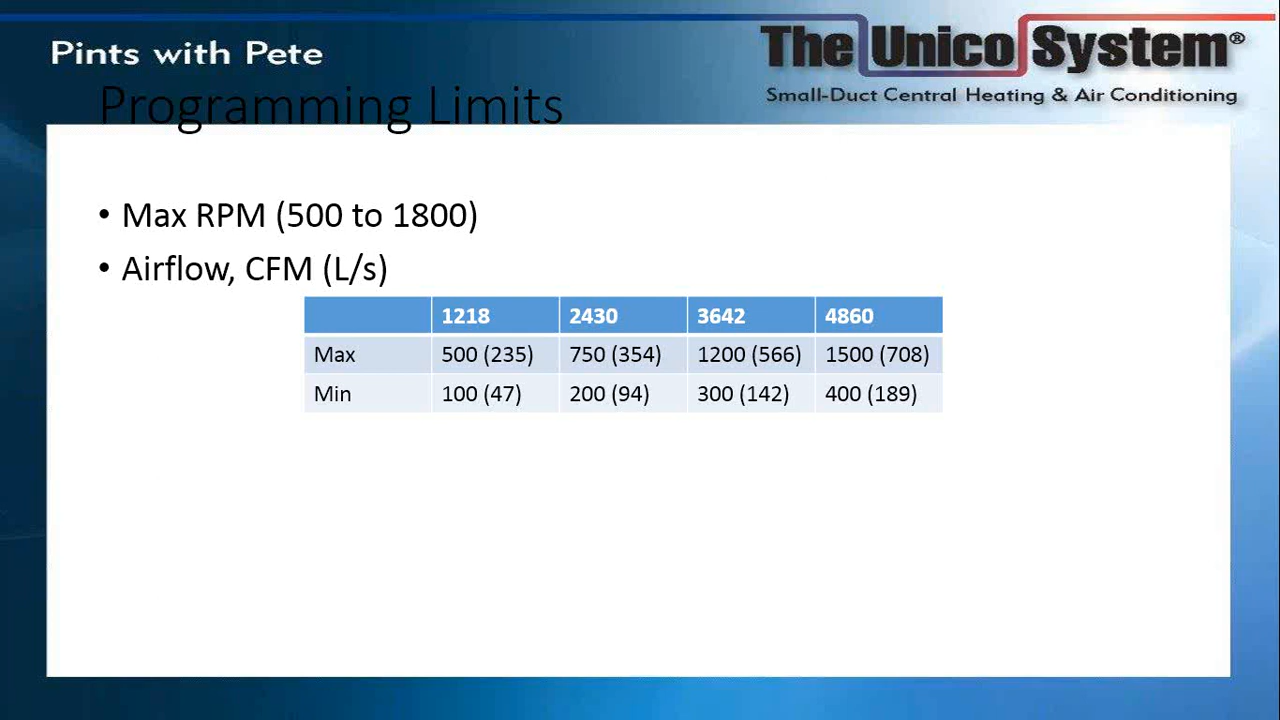 Pints with Pete
The Unico System®
Small-Duct Central Heating & Air Conditioning
Programming Limits
• Max RPM (500 to 1800)
• Airflow, CFM (L/s)
1218 2430 3642 4860
Max 500 (235) 750 (354) 1200 (566) 1500 (708)
Min 100 (47) 200 (94) 300 (142) 400 (189)